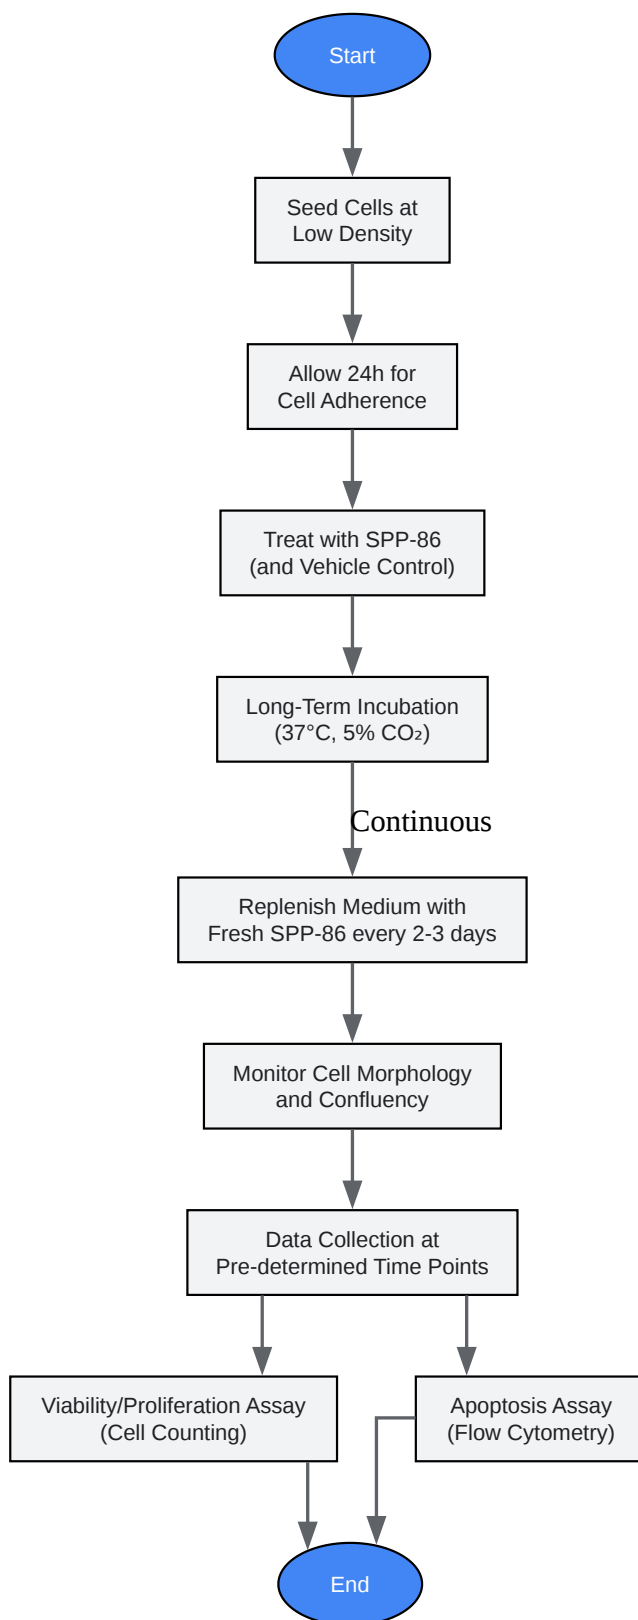 Start
Seed Cells at
Low Density
Allow 24h for
Cell Adherence
Treat with SPP-86
(and Vehicle Control)
Long-Term Incubation
(37°C, 5% CO₂)
Continuous
Replenish Medium with
Fresh SPP-86 every 2-3 days
Monitor Cell Morphology
and Confluency
Data Collection at
Pre-determined Time Points
Viability/Proliferation Assay
(Cell Counting)
Apoptosis Assay
(Flow Cytometry)
End